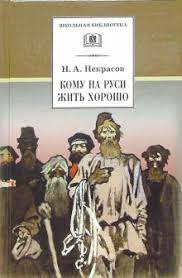 ШКОЛЬНАЯ БИБЛИОТЕКА
Н. А. Некрасов
КОМУ НА РУСИ
ЖИТЬ ХОРОШО